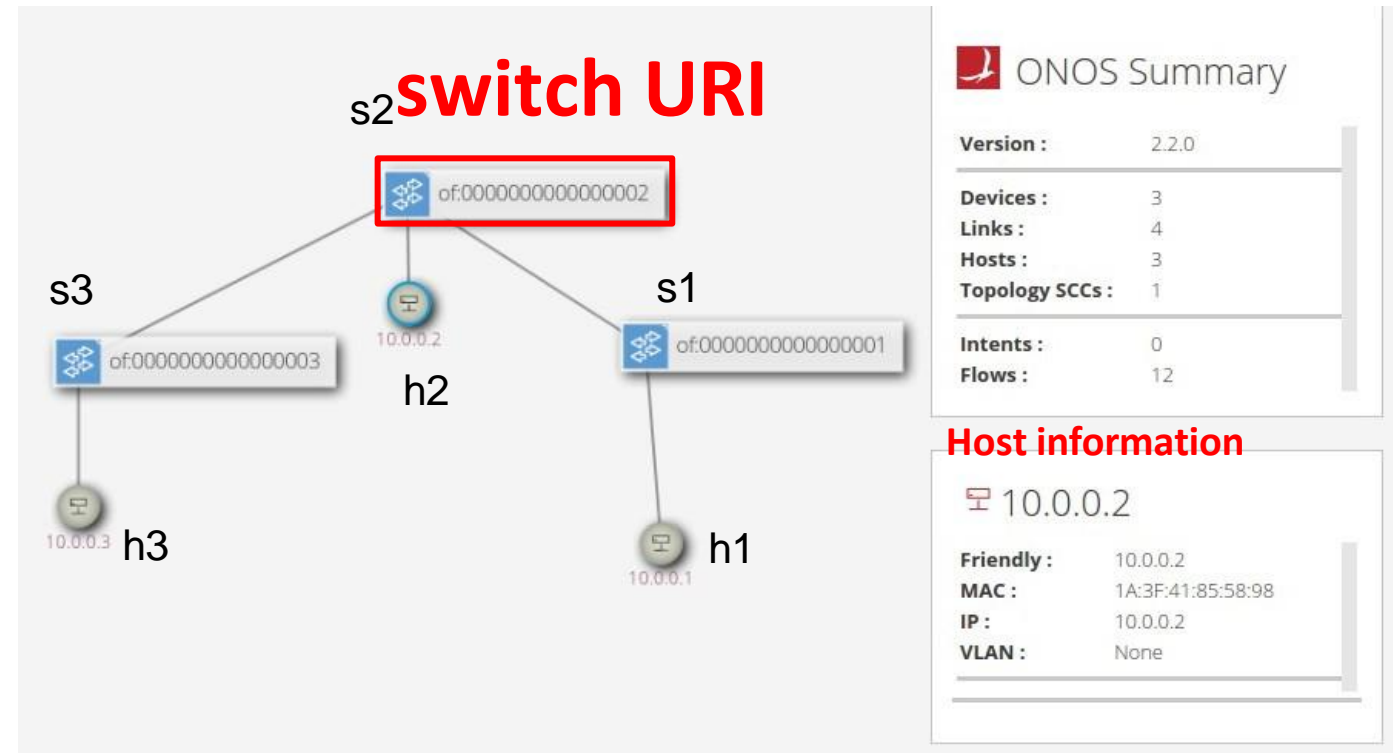 s2 switch URI
of:0000000000000002
s3
10.0.0.2
s1
of:0000000000000003
of:0000000000000001
h2
10.0.0.3 h3
h1
10.0.0.1
ONOS Summary
Version : 2.2.0
Devices : 3
Links : 4
Hosts : 3
Topology SCCs : 1
Intents : 0
Flows : 12
Host information
10.0.0.2
Friendly : 10.0.0.2
MAC : 1A:3F:41:85:58:98
IP : 10.0.0.2
VLAN : None